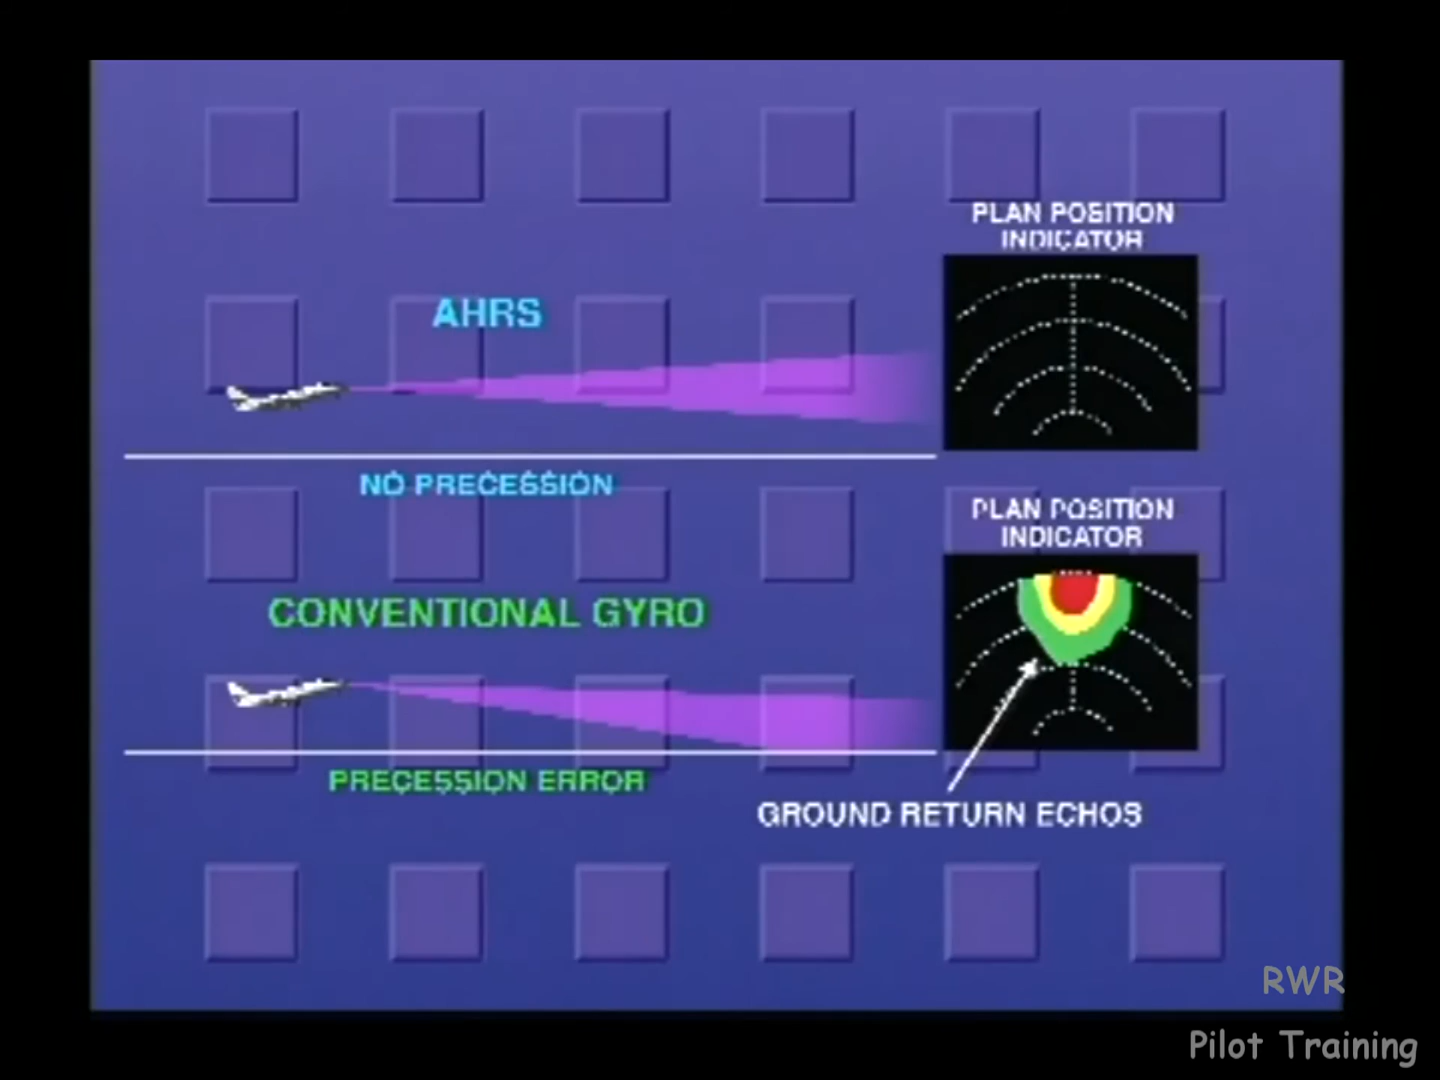 PLAN POSITION
INDICATOR
AHRS
NO PRECESSION
PLAN POSITION
INDICATOR
CONVENTIONAL GYRO
PRECESSION ERROR
GROUND RETURN ECHOS
RWR
Pilot Training